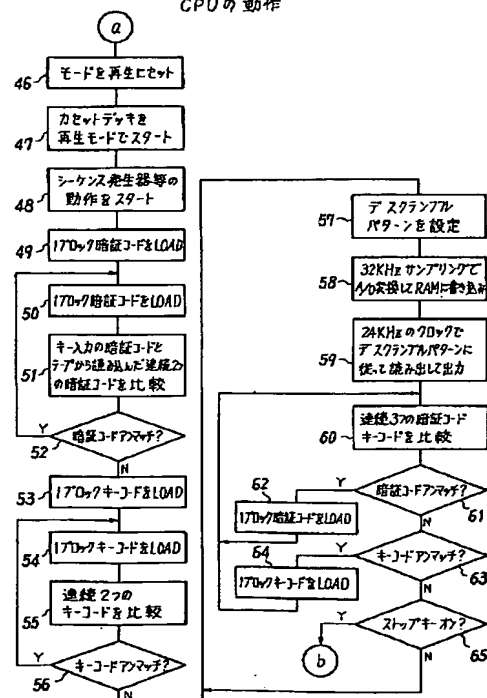 CPUの動作
a
46
モードを再生にセット
47
カセットデッキを
再生モードでスタート
48
シーケンス発生器等の
動作をスタート
49
1ブロック暗証コードをLOAD
50
1ブロック暗証コードをLOAD
51
キー入力の暗証コードと
テープから読み込んだ連続2つ
の暗証コードを比較
Y
暗証コードアンマッチ?
52
N
53
1ブロックキーコードをLOAD
54
1ブロックキーコードをLOAD
55
連続2つの
キーコードを比較
Y
キーコードアンマッチ?
56
N
57
デスクランブル
パターンを設定
58
32KHzサンプリングで
A/D変換してRAMに書き込み
59
24KHzのクロックで
デスクランブルパターンに
従って読み出して出力
60
連続3つの暗証コード
キーコードを比較
Y
暗証コードアンマッチ?
61
N
62
1ブロック暗証コードをLOAD
Y
キーコードアンマッチ?
63
N
64
1ブロックキーコードをLOAD
Y
ストップキーオン?
65
N
b